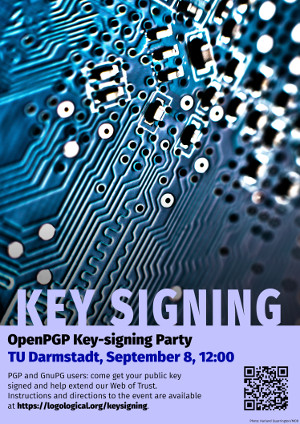 KEY SIGNING
OpenPGP Key-signing Party
TU Darmstadt, September 8, 12:00
PGP and GnuPG users: come get your public key
signed and help extend our Web of Trust.
Instructions and directions to the event are available
at https://logological.org/keysigning.